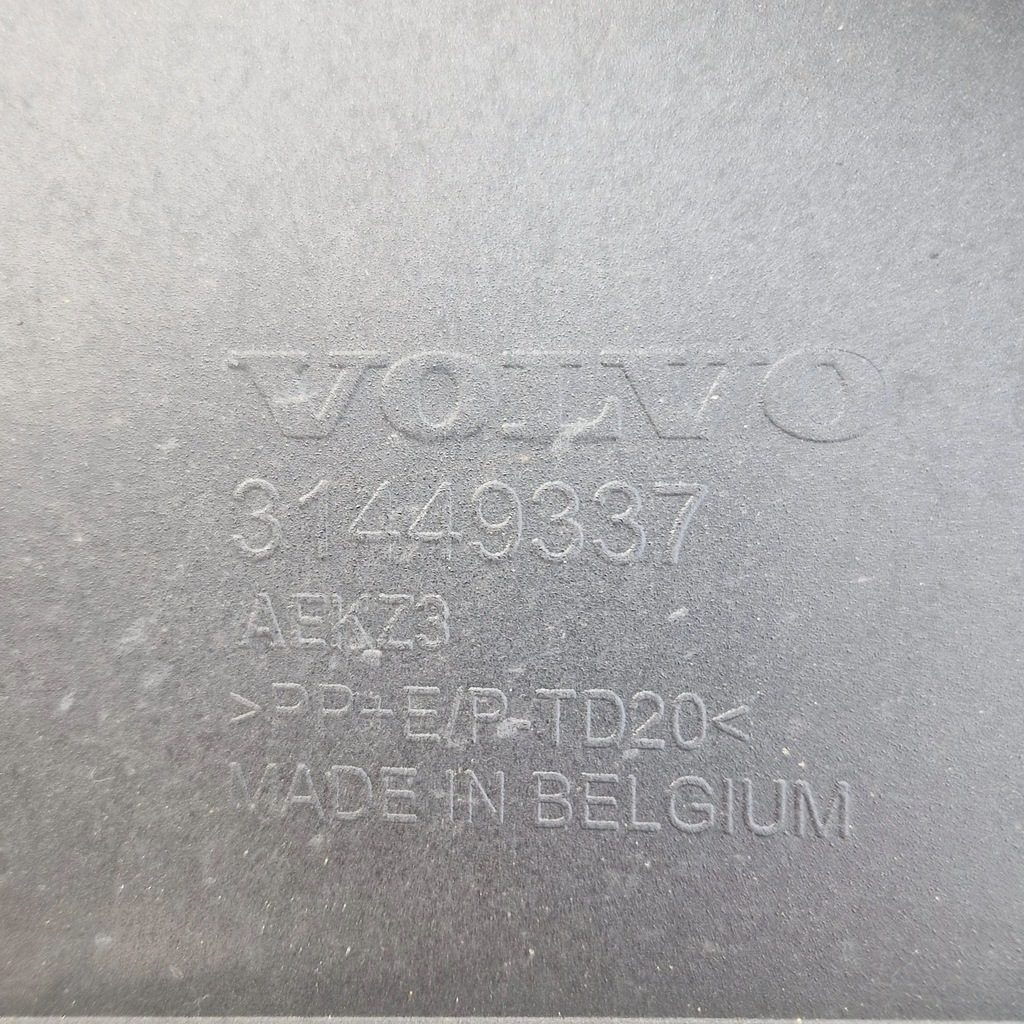 VOLVO
31449337
AEKZ3
>PP+E/P-TD20<
MADE IN BELGIUM